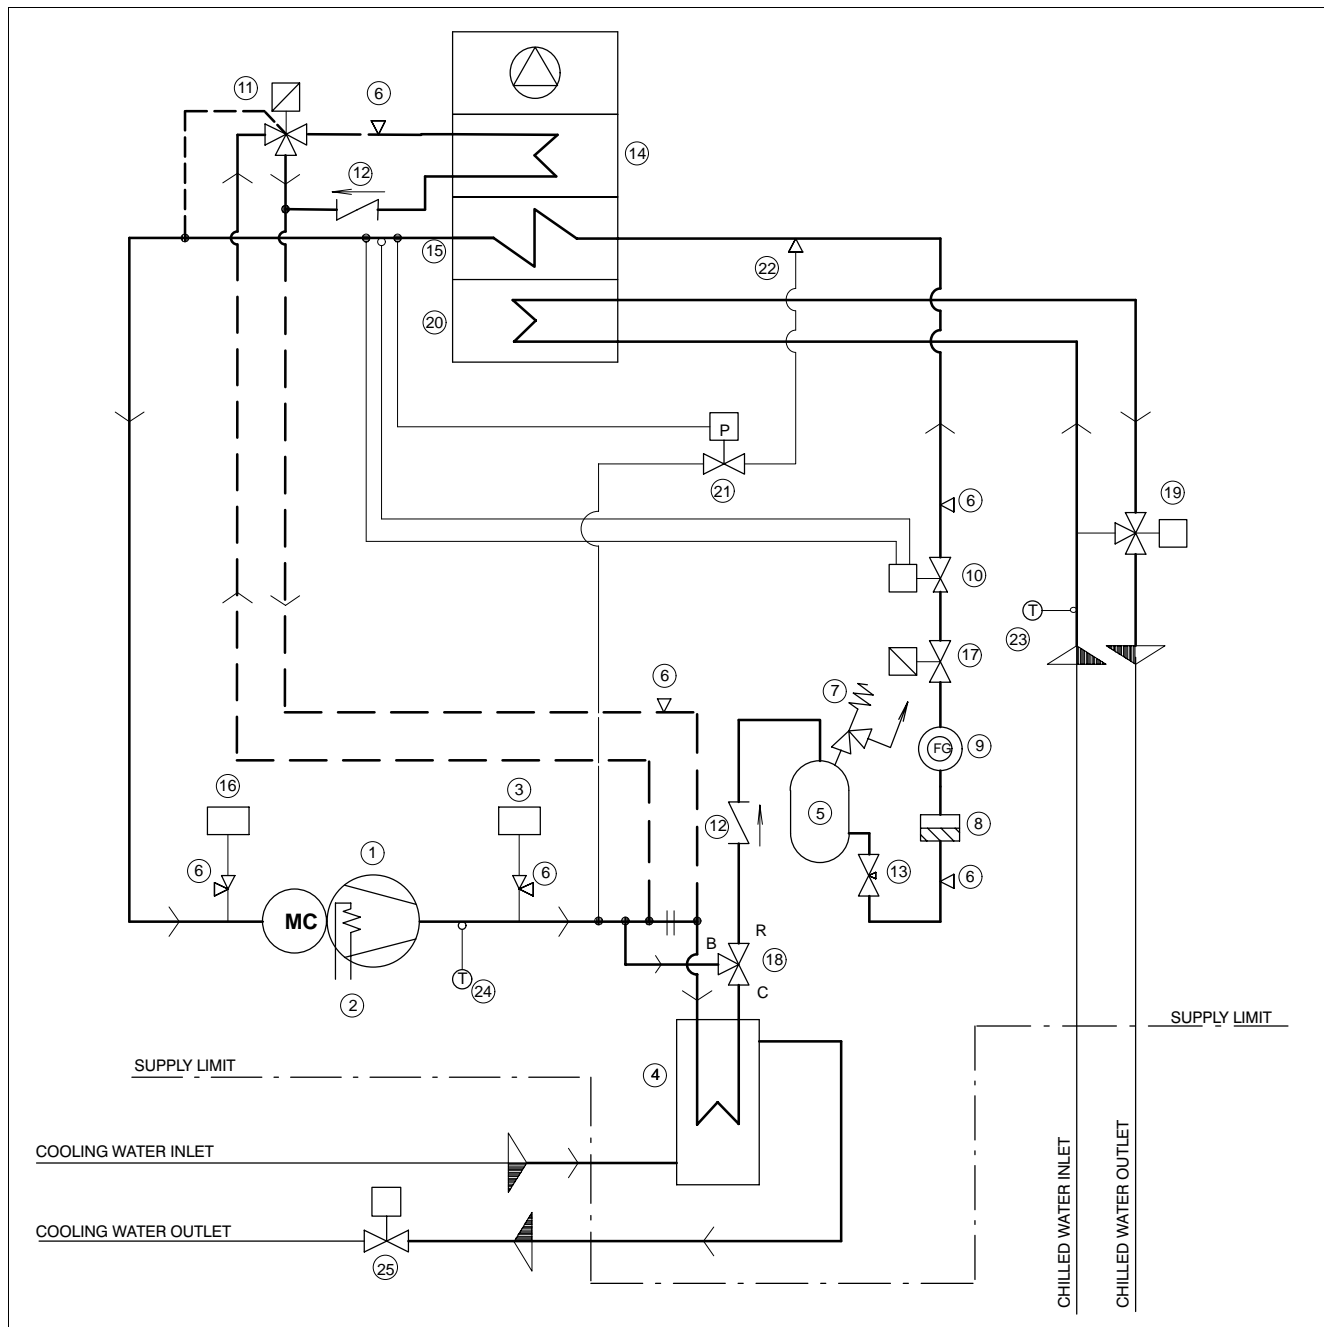 11
6
14
12
15
22
20
P
21
19
6
10
T
23
17
7
6
FG
9
16
3
5
8
12
1
6
6
13
6
MC
R
B
18
T
24
C
2
SUPPLY LIMIT
SUPPLY LIMIT
4
COOLING WATER INLET
COOLING WATER OUTLET
25
CHILLED WATER INLET
CHILLED WATER OUTLET